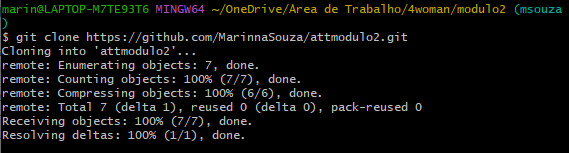 marin@LAPTOP-M7TE93T6 MINGW64 ~/OneDrive/Área de Trabalho/4woman/modulo2 (msouza
)
$ git clone https://github.com/MarinnaSouza/attmodulo2.git
Cloning into 'attmodulo2'...
remote: Enumerating objects: 7, done.
remote: Counting objects: 100% (7/7), done.
remote: Compressing objects: 100% (6/6), done.
remote: Total 7 (delta 1), reused 0 (delta 0), pack-reused 0
Receiving objects: 100% (7/7), done.
Resolving deltas: 100% (1/1), done.